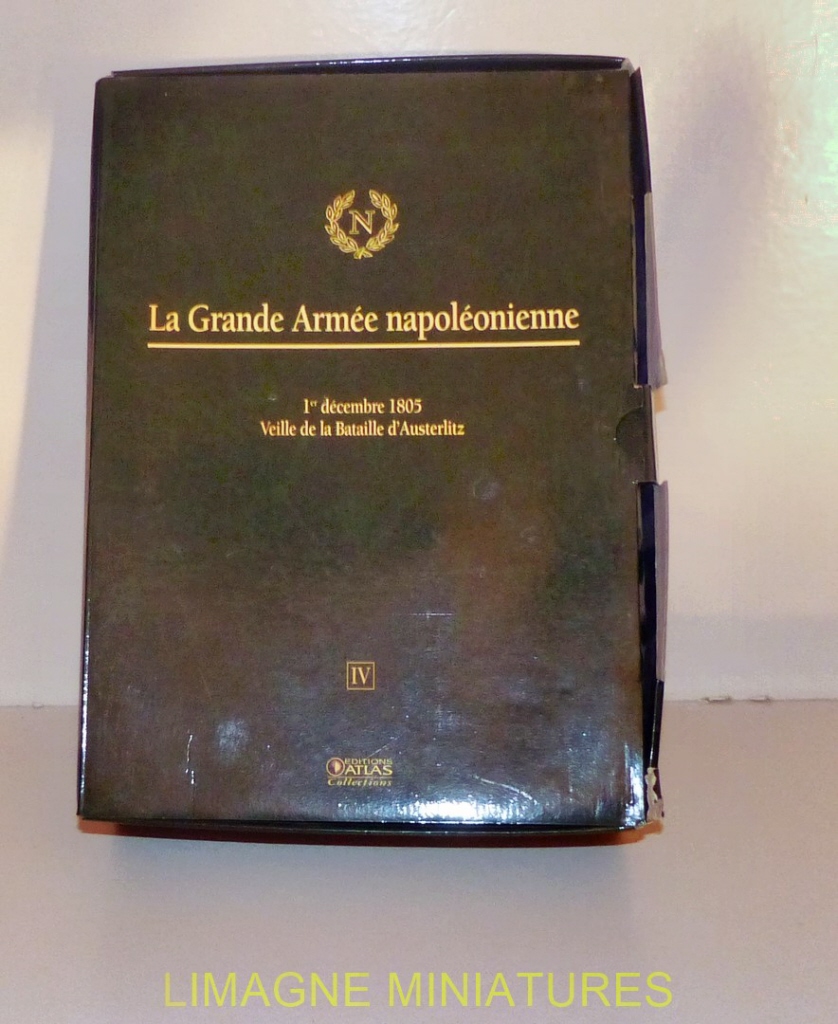 N
La Grande Armée napoléonienne
1er décembre 1805
Veille de la Bataille d'Austerlitz
IV
EDITIONS
ATLAS
Collections
LIMAGNE MINIATURES